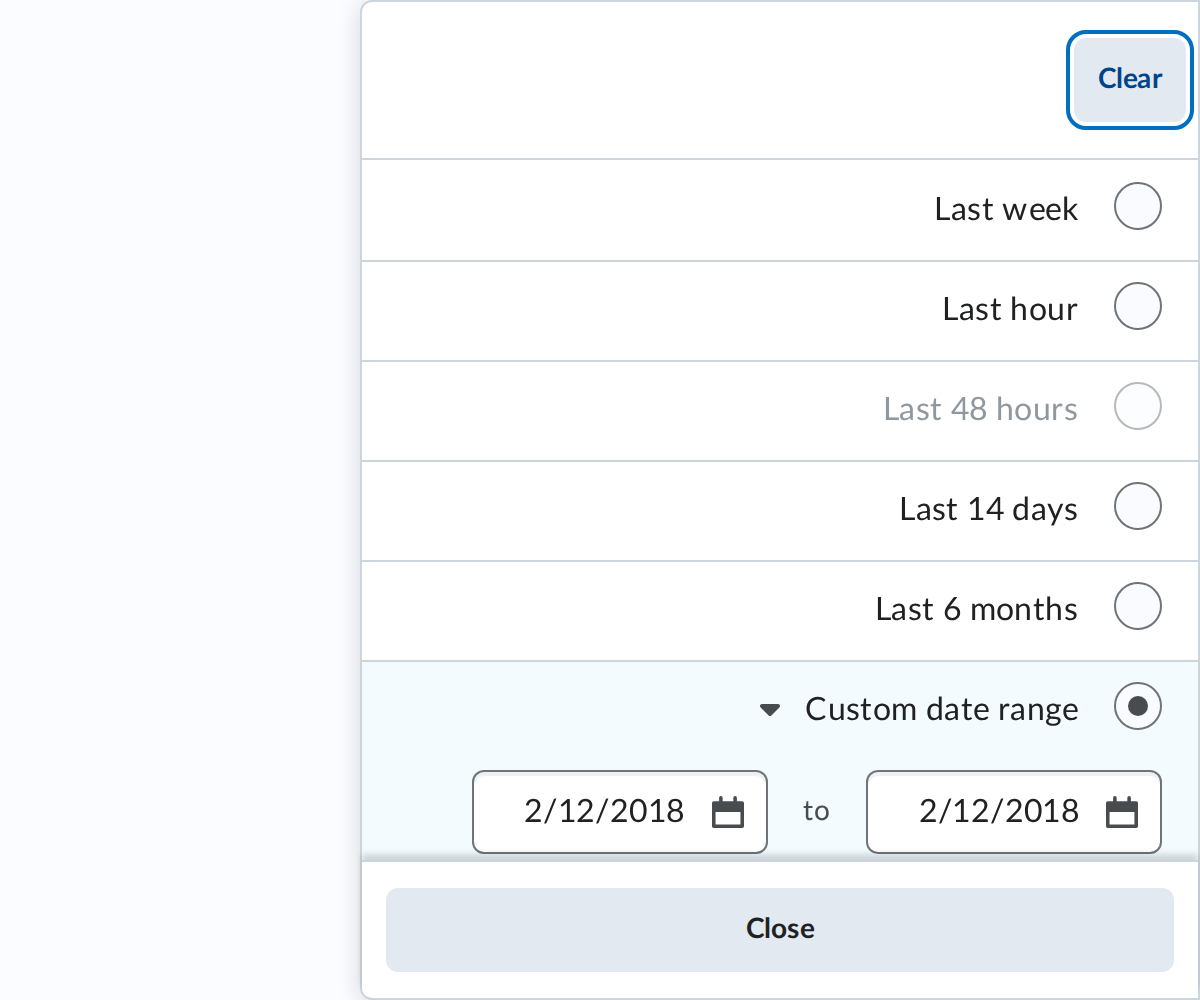 Clear
Last week
Last hour
Last 48 hours
Last 14 days
Last 6 months
Custom date range
2/12/2018 to 2/12/2018
Close